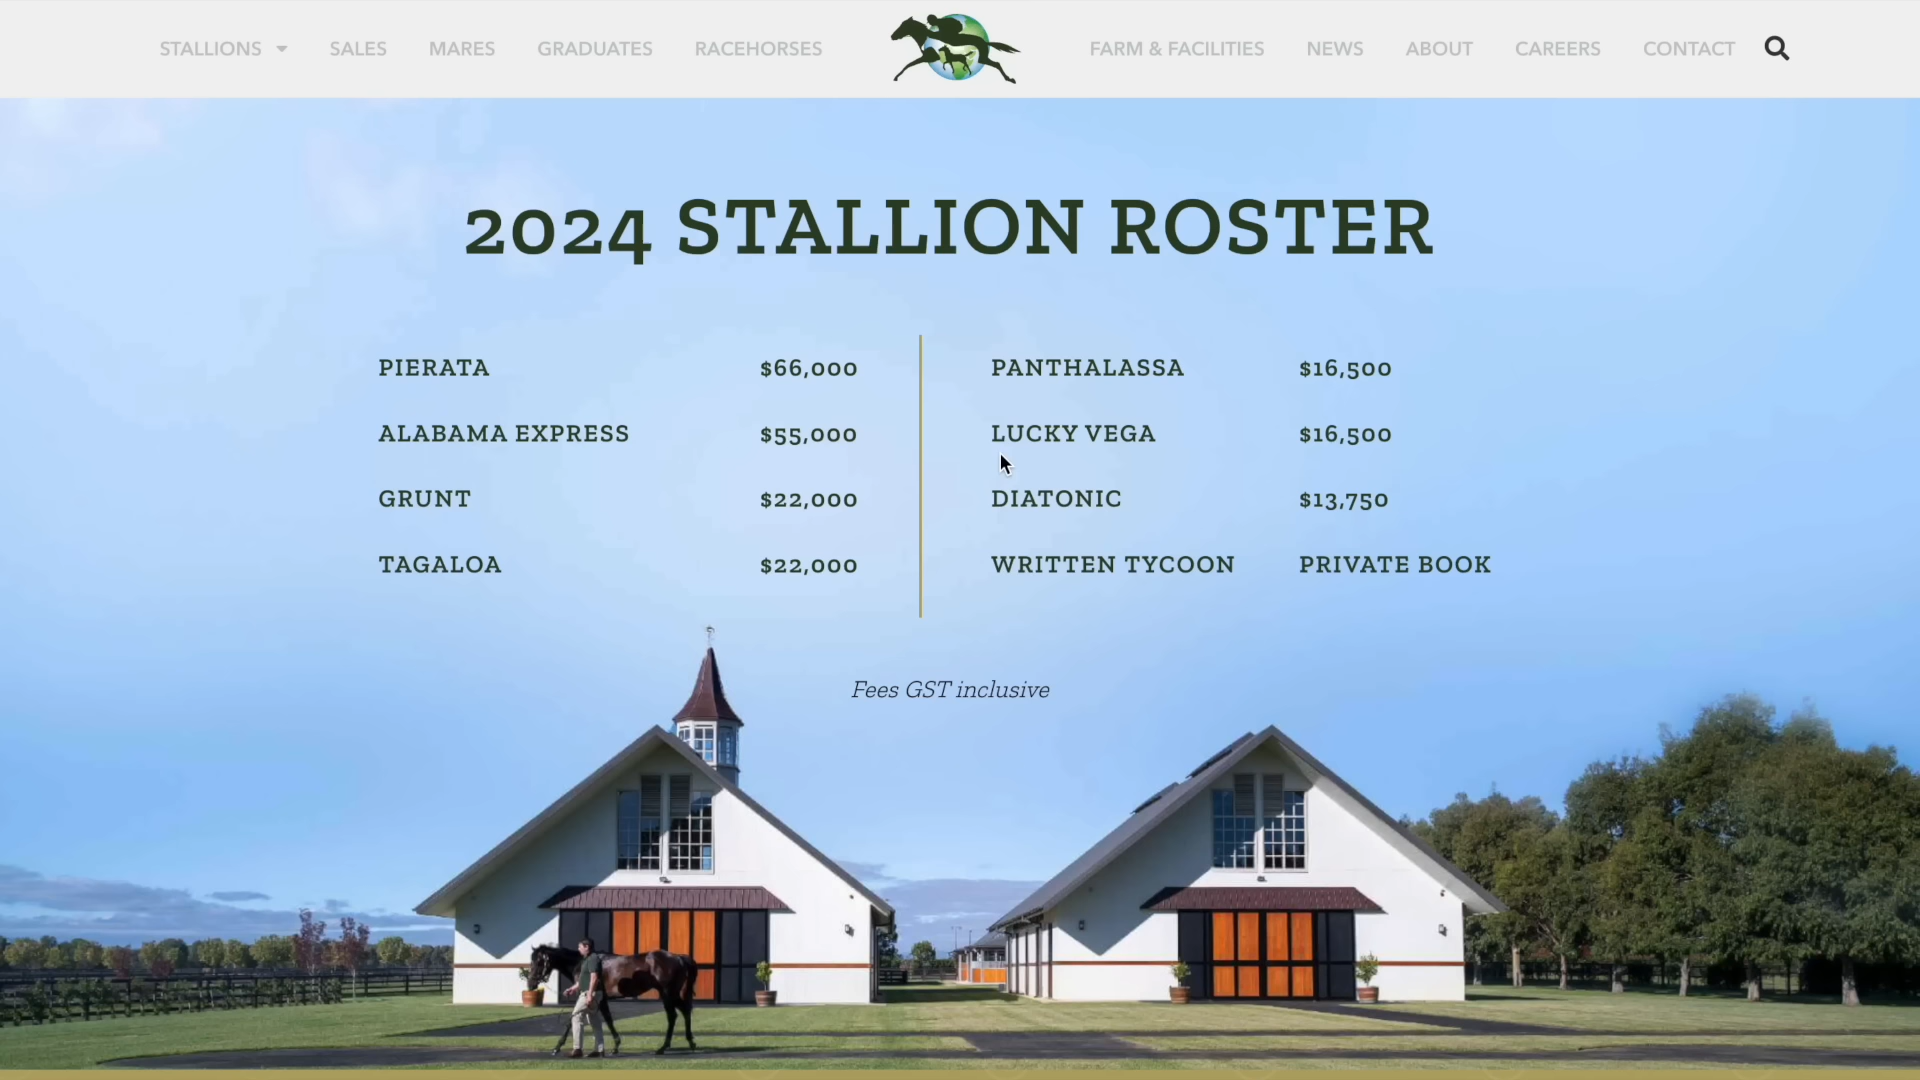 STALLIONS
SALES
MARES
GRADUATES
RACEHORSES
FARM & FACILITIES
NEWS
ABOUT
CAREERS
CONTACT
2024 STALLION ROSTER
PIERATA $66,000
ALABAMA EXPRESS $55,000
GRUNT $22,000
TAGALOA $22,000
PANTHALASSA $16,500
LUCKY VEGA $16,500
DIATONIC $13,750
WRITTEN TYCOON PRIVATE BOOK
Fees GST inclusive